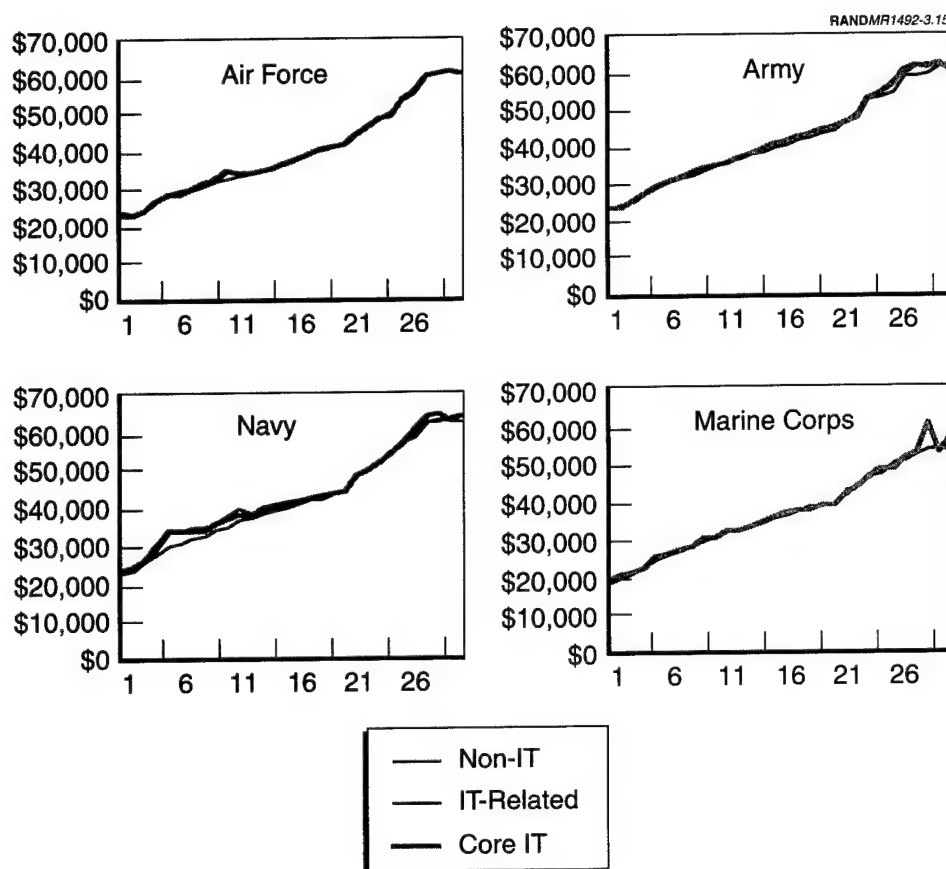 RANDMR1492-3.15
Air Force
$70,000
$60,000
$50,000
$40,000
$30,000
$20,000
$10,000
$0
1 6 11 16 21 26
Army
$70,000
$60,000
$50,000
$40,000
$30,000
$20,000
$10,000
$0
1 6 11 16 21 26
Navy
$70,000
$60,000
$50,000
$40,000
$30,000
$20,000
$10,000
$0
1 6 11 16 21 26
Marine Corps
$70,000
$60,000
$50,000
$40,000
$30,000
$20,000
$10,000
$0
1 6 11 16 21 26
Non-IT
IT-Related
Core IT